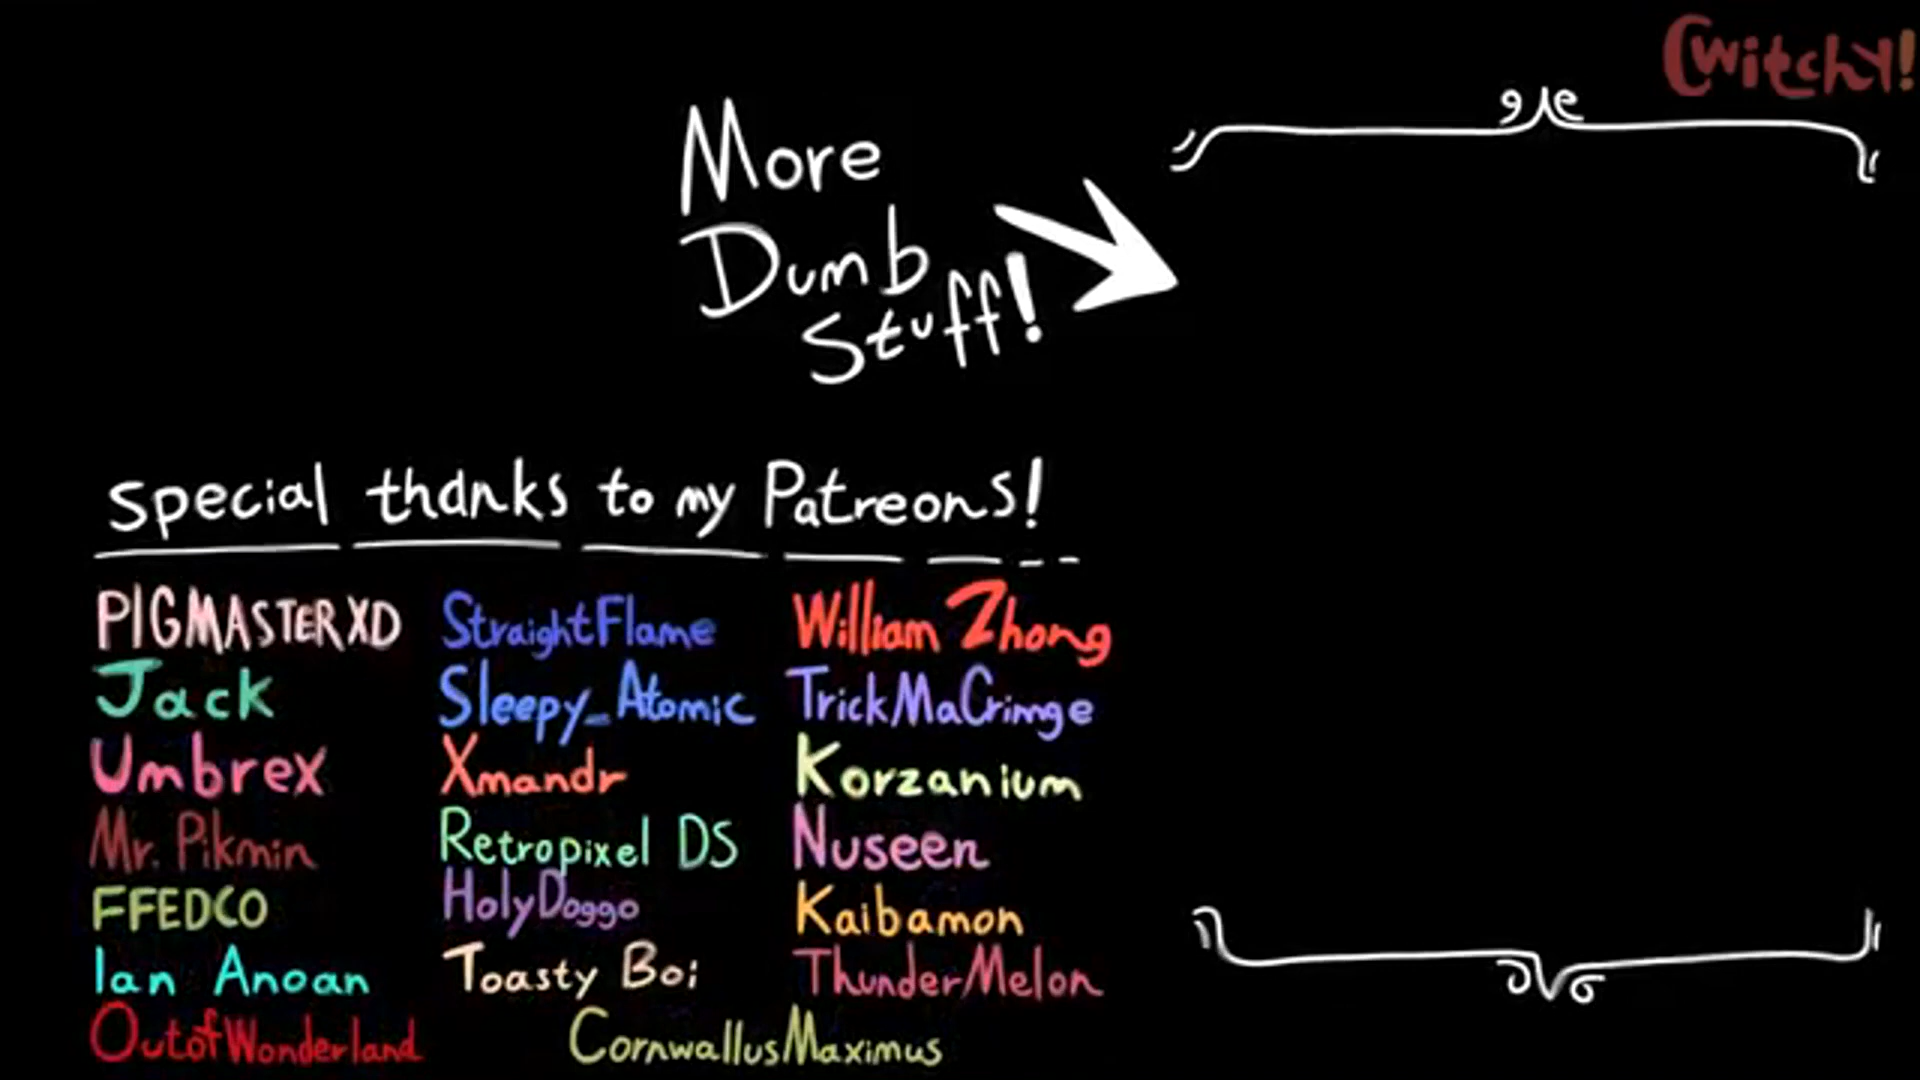 Cwitchy!
More
Dumb
Stuff!
Special thanks to my Patreons!
PIGMASTERXD StraightFlame William Zhong
Jack Sleepy_Atomic TrickMaCrimge
Umbrex Xmandr Korzanium
Mr. Pikmin Retropixel DS Nuseen
FFEDCO HolyDoggo Kaibamon
Ian Anoan Toasty Boi ThunderMelon
OutofWonderland CornwallusMaximus